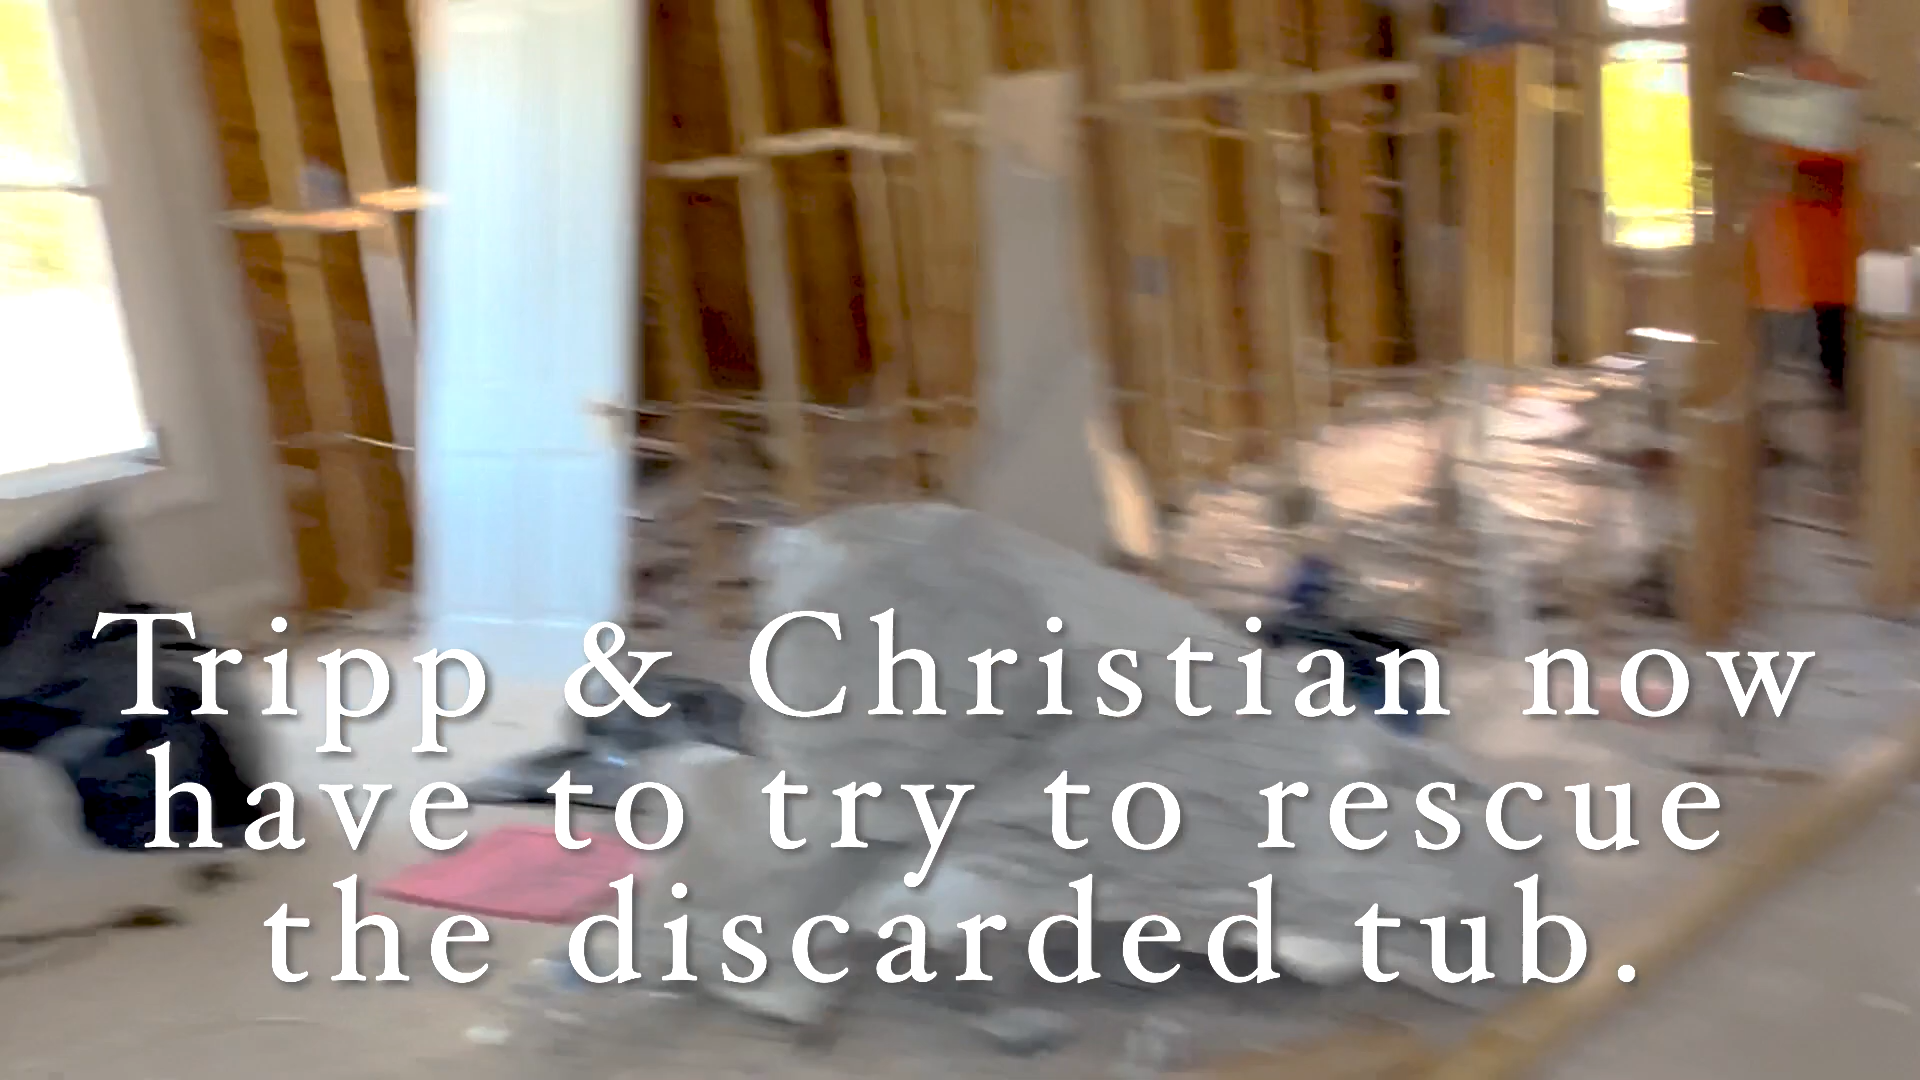 Tripp & Christian now
have to try to rescue
the discarded tub.